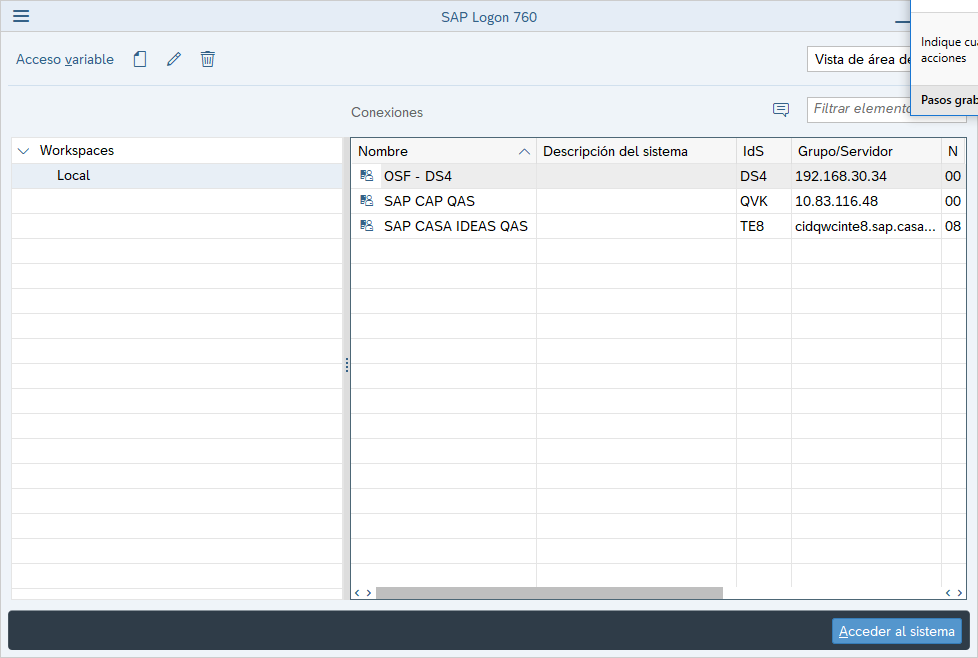 SAP Logon 760
Indique cua
acciones
Acceso variable
Vista de área de
Pasos grab
Conexiones
Filtrar elemento
Workspaces
Local
Nombre Descripción del sistema IdS Grupo/Servidor N
OSF - DS4 DS4 192.168.30.34 00
SAP CAP QAS QVK 10.83.116.48 00
SAP CASA IDEAS QAS TE8 cidqwcinte8.sap.casa... 08
Acceder al sistema